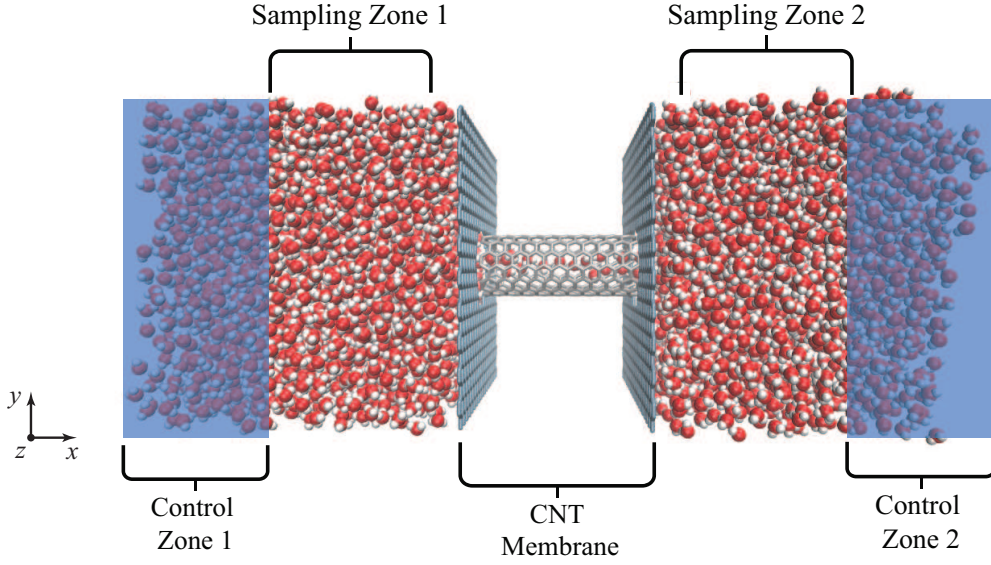 Sampling Zone 1
Sampling Zone 2
y
z
x
Control
Zone 1
CNT
Membrane
Control
Zone 2